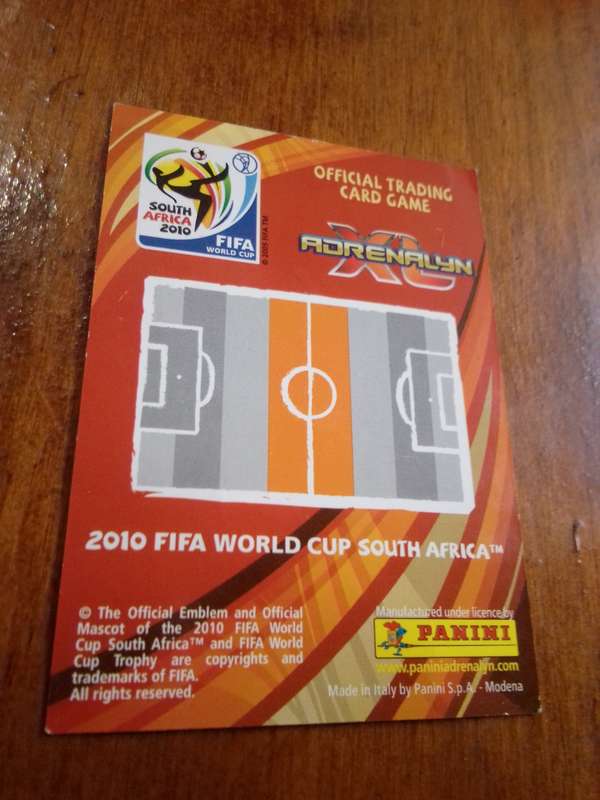 SOUTH
AFRICA
2010
FIFA
WORLD CUP
© 2005 FIFA TM
OFFICIAL TRADING
CARD GAME
ADRENALYN
XL
2010 FIFA WORLD CUP SOUTH AFRICA™
© The Official Emblem and Official
Mascot of the 2010 FIFA World
Cup South Africa™ and FIFA World
Cup Trophy are copyrights and
trademarks of FIFA.
All rights reserved.
Manufactured under licence by
PANINI
www.paniniadrenalyn.com
Made in Italy by Panini S.p.A. - Modena